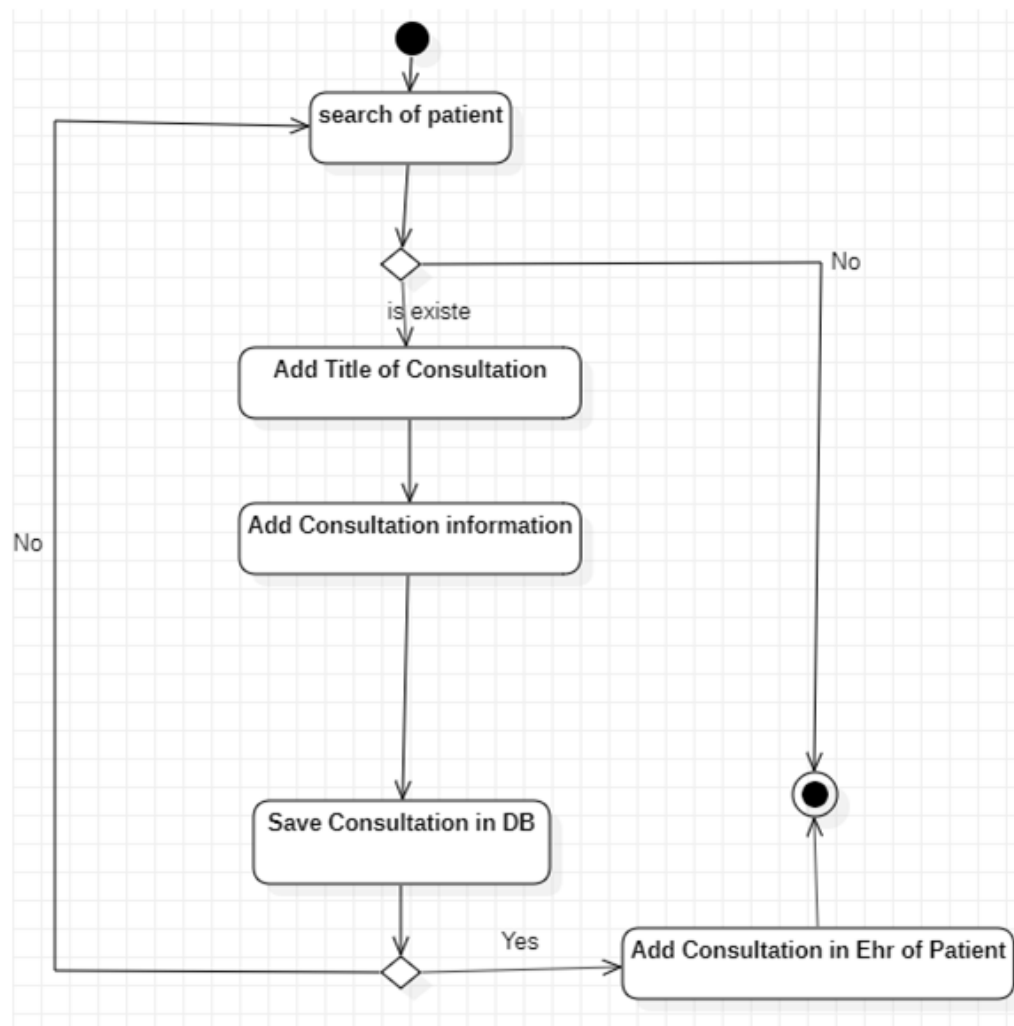 search of patient
No
is existe
Add Title of Consultation
Add Consultation information
No
Save Consultation in DB
Yes
Add Consultation in Ehr of Patient